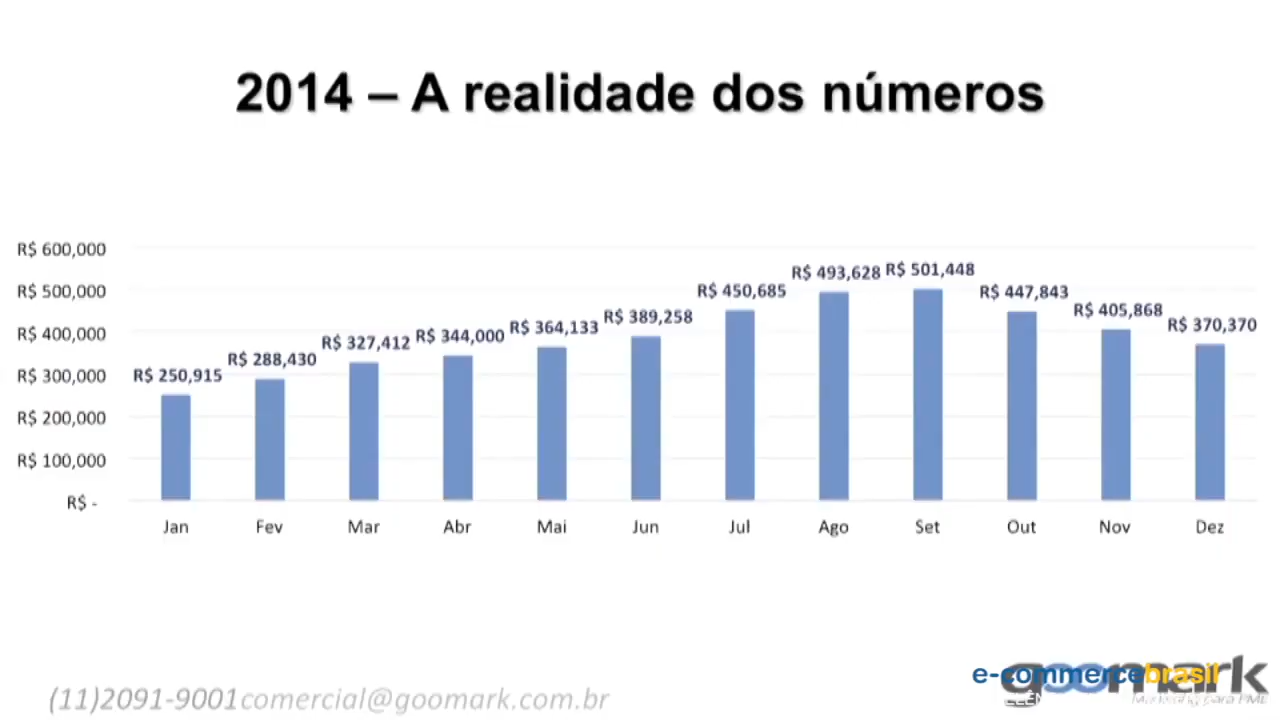 2014 – A realidade dos números
R$ 600,000
R$ 500,000
R$ 400,000
R$ 300,000
R$ 200,000
R$ 100,000
R$ -
R$ 250,915
R$ 288,430
R$ 327,412
R$ 344,000
R$ 364,133
R$ 389,258
R$ 450,685
R$ 493,628
R$ 501,448
R$ 447,843
R$ 405,868
R$ 370,370
Jan Fev Mar Abr Mai Jun Jul Ago Set Out Nov Dez
(11)2091-9001comercial@goomark.com.br
e-commercebrasil
goomark
Marketing para PME